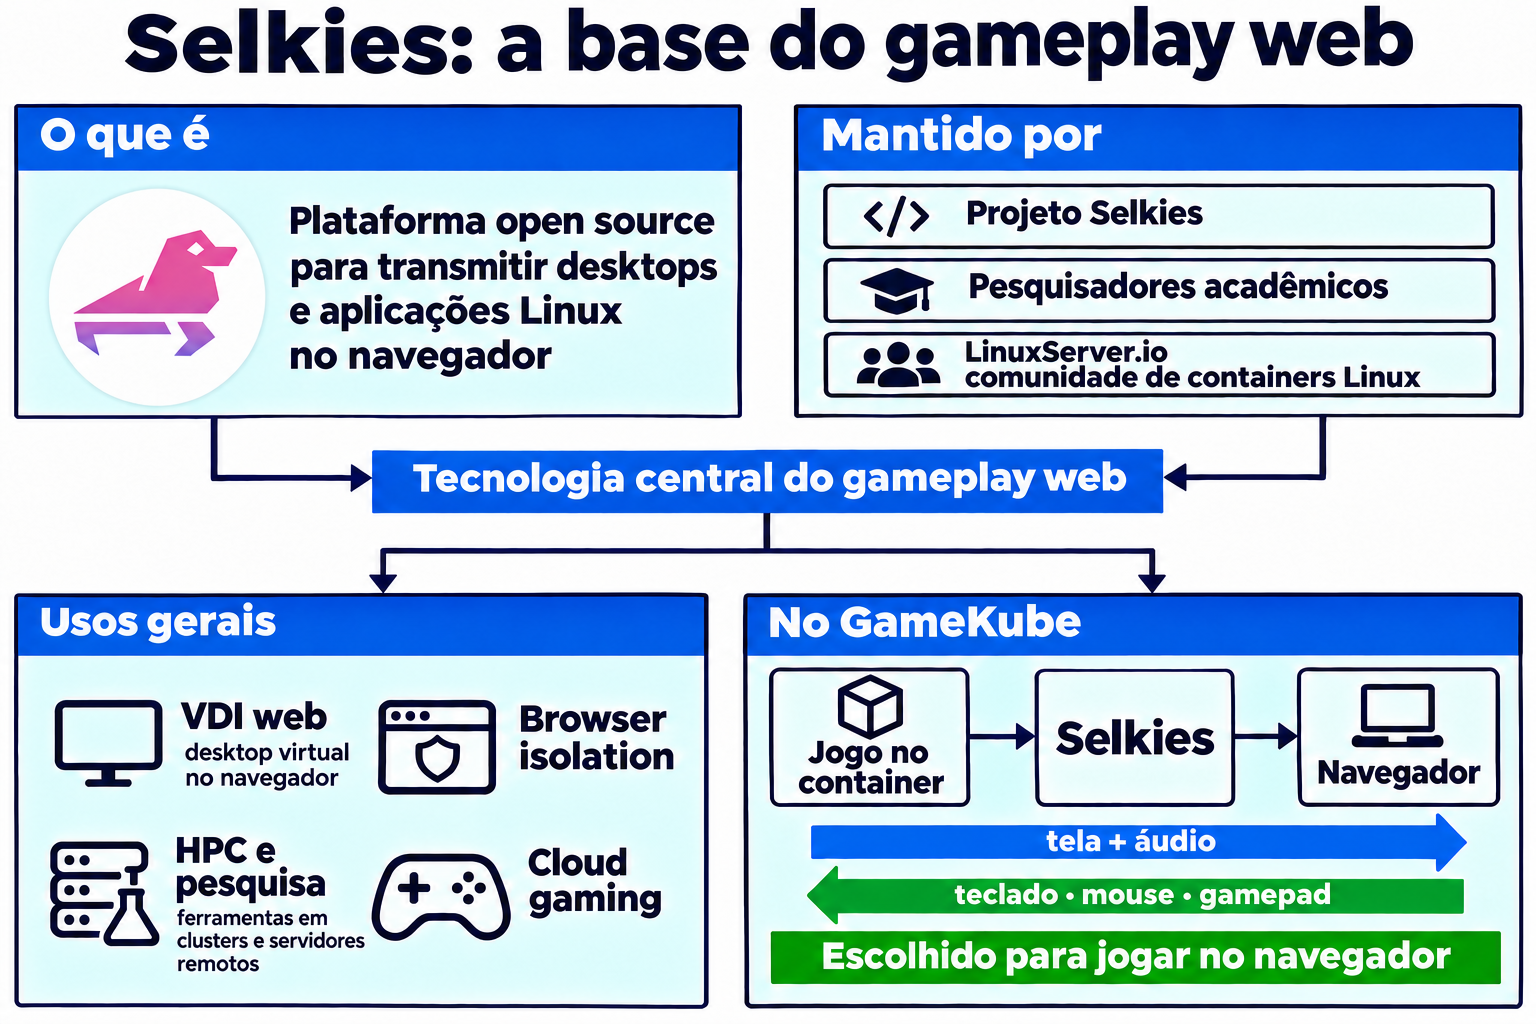 Selkies: a base do gameplay web
O que é
Plataforma open source
para transmitir desktops
e aplicações Linux
no navegador
Mantido por
Projeto Selkies
Pesquisadores acadêmicos
LinuxServer.io
comunidade de containers Linux
Tecnologia central do gameplay web
Usos gerais
VDI web
desktop virtual
no navegador
Browser
isolation
HPC e
pesquisa
ferramentas em
clusters e servidores
remotos
Cloud
gaming
No GameKube
Jogo no
container
Selkies
Navegador
tela + áudio
teclado • mouse • gamepad
Escolhido para jogar no navegador